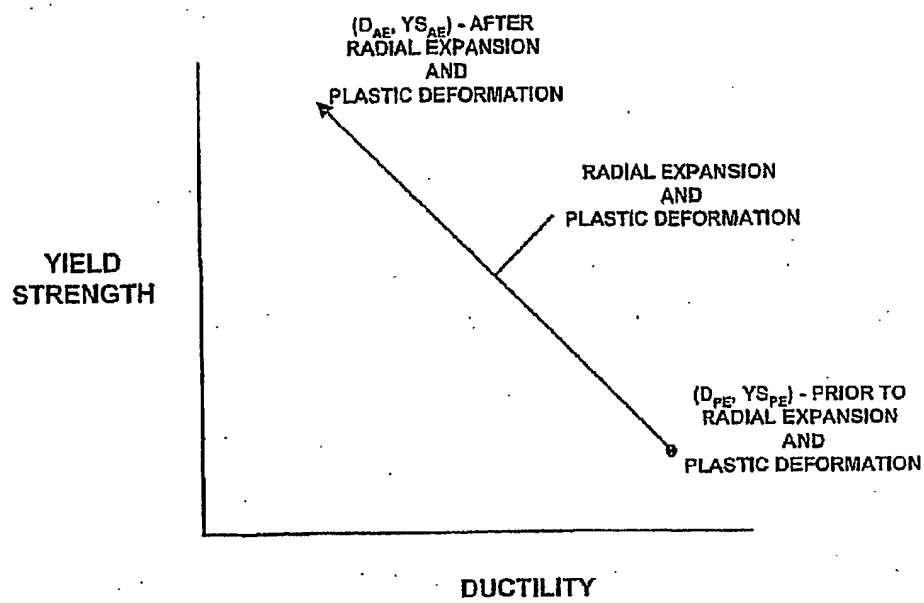 (D_AE, YS_AE) - AFTER
RADIAL EXPANSION
AND
PLASTIC DEFORMATION
RADIAL EXPANSION
AND
PLASTIC DEFORMATION
YIELD
STRENGTH
(D_PE, YS_PE) - PRIOR TO
RADIAL EXPANSION
AND
PLASTIC DEFORMATION
DUCTILITY